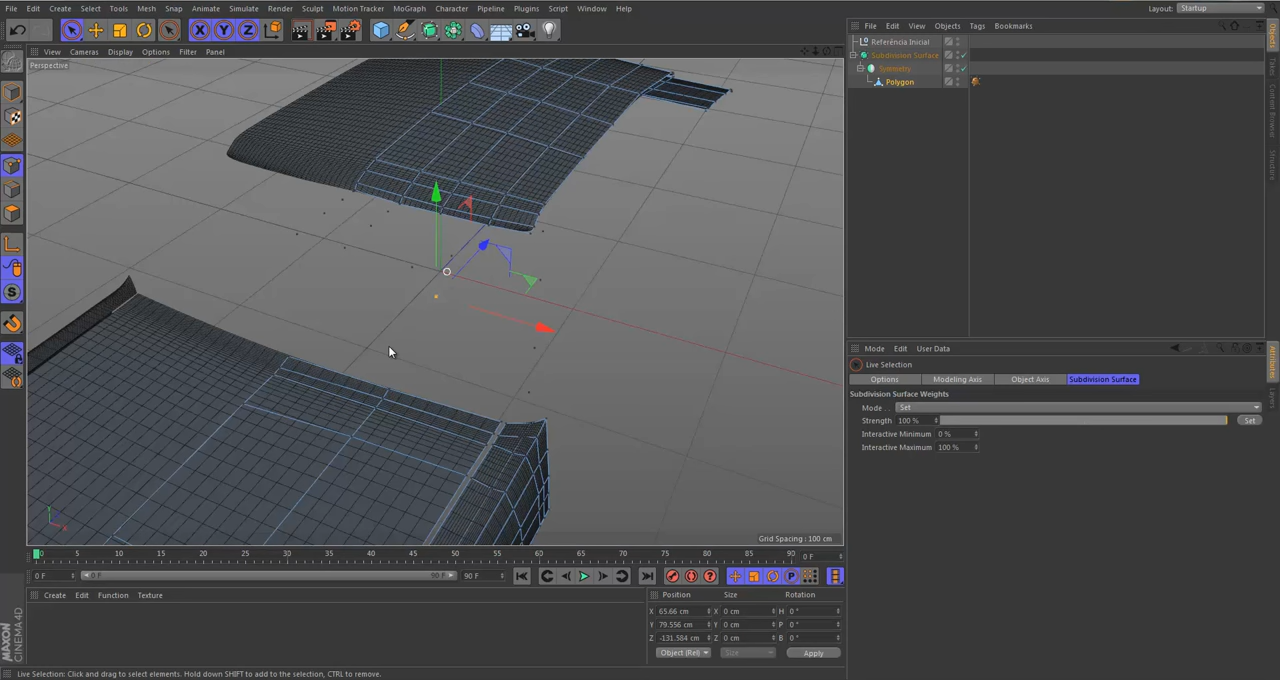 File Edit Create Select Tools Mesh Snap Animate Simulate Render Sculpt Motion Tracker MoGraph Character Pipeline Plugins Script Window Help
Layout: Startup
X Y Z
File Edit View Objects Tags Bookmarks
View Cameras Display Options Filter Panel
Perspective
Referência Inicial
Subdivision Surface
Symmetry
Polygon
Objects
Takes
Content Browser
Structure
Mode Edit User Data
Live Selection
Options Modeling Axis Object Axis Subdivision Surface
Subdivision Surface Weights
Mode . . Set
Strength 100 % Set
Interactive Minimum 0 %
Interactive Maximum 100 %
Attributes
Layers
Grid Spacing : 100 cm
0 5 10 15 20 25 30 35 40 45 50 55 60 65 70 75 80 85 90 0 F
0 F 0 F 90 F 90 F
Create Edit Function Texture
Position Size Rotation
X 65.66 cm X 0 cm H 0 °
Y 79.556 cm Y 0 cm P 0 °
Z -131.584 cm Z 0 cm B 0 °
Object (Rel) Size Apply
MAXON CINEMA 4D
Live Selection: Click and drag to select elements. Hold down SHIFT to add to the selection, CTRL to remove.